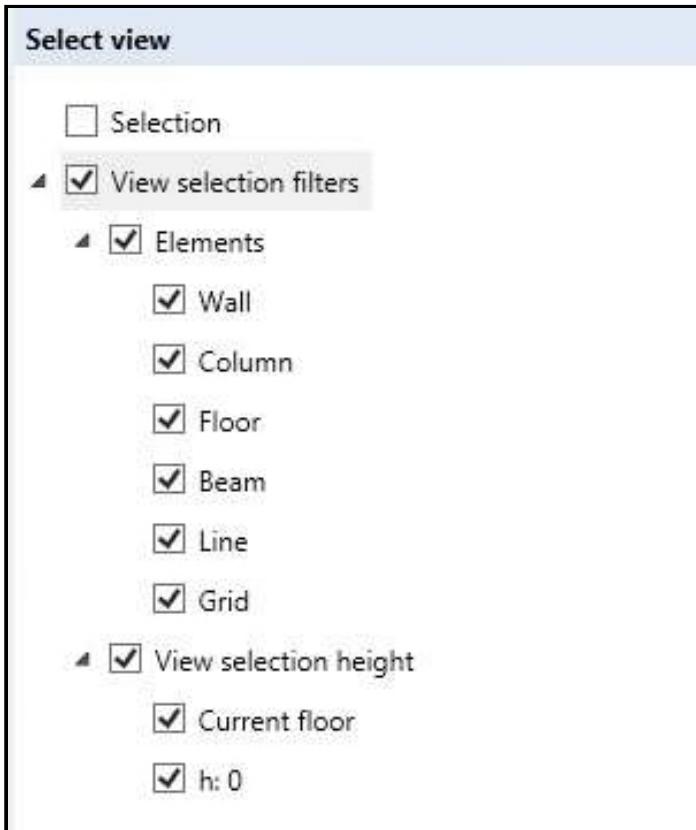 Select view
Selection
View selection filters
Elements
Wall
Column
Floor
Beam
Line
Grid
View selection height
Current floor
h: 0